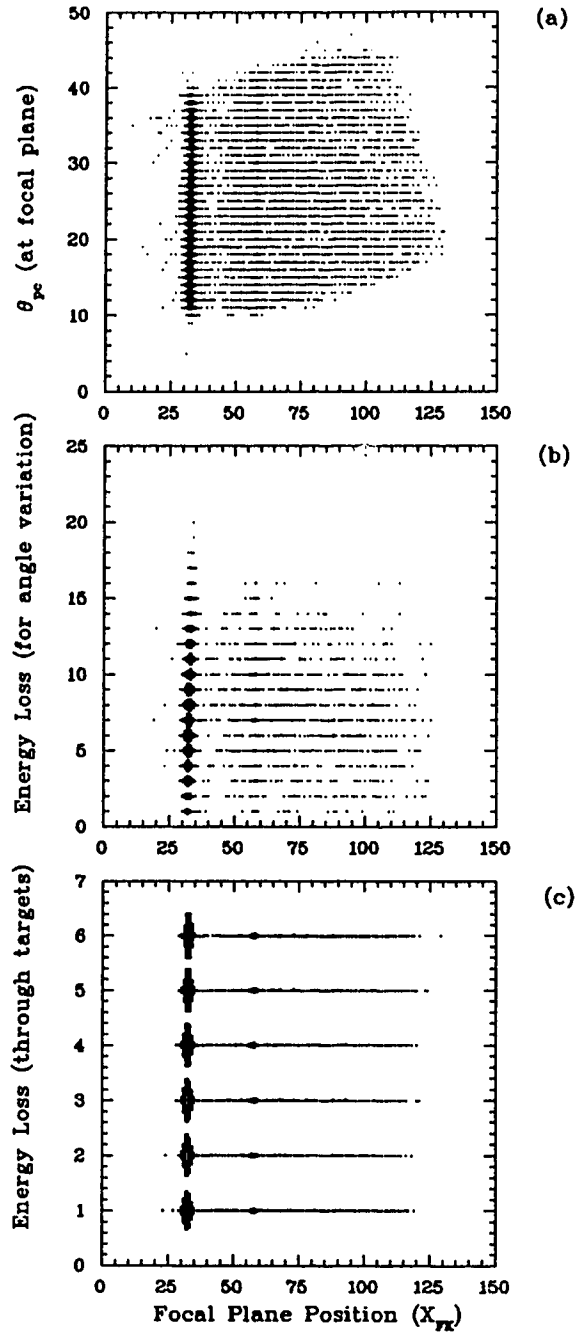 (a)
50
40
30
20
10
0
θpc (at focal plane)
0 25 50 75 100 125 150
(b)
25
20
15
10
5
0
Energy Loss (for angle variation)
0 25 50 75 100 125 150
(c)
7
6
5
4
3
2
1
0
Energy Loss (through targets)
0 25 50 75 100 125 150
Focal Plane Position (XFK)